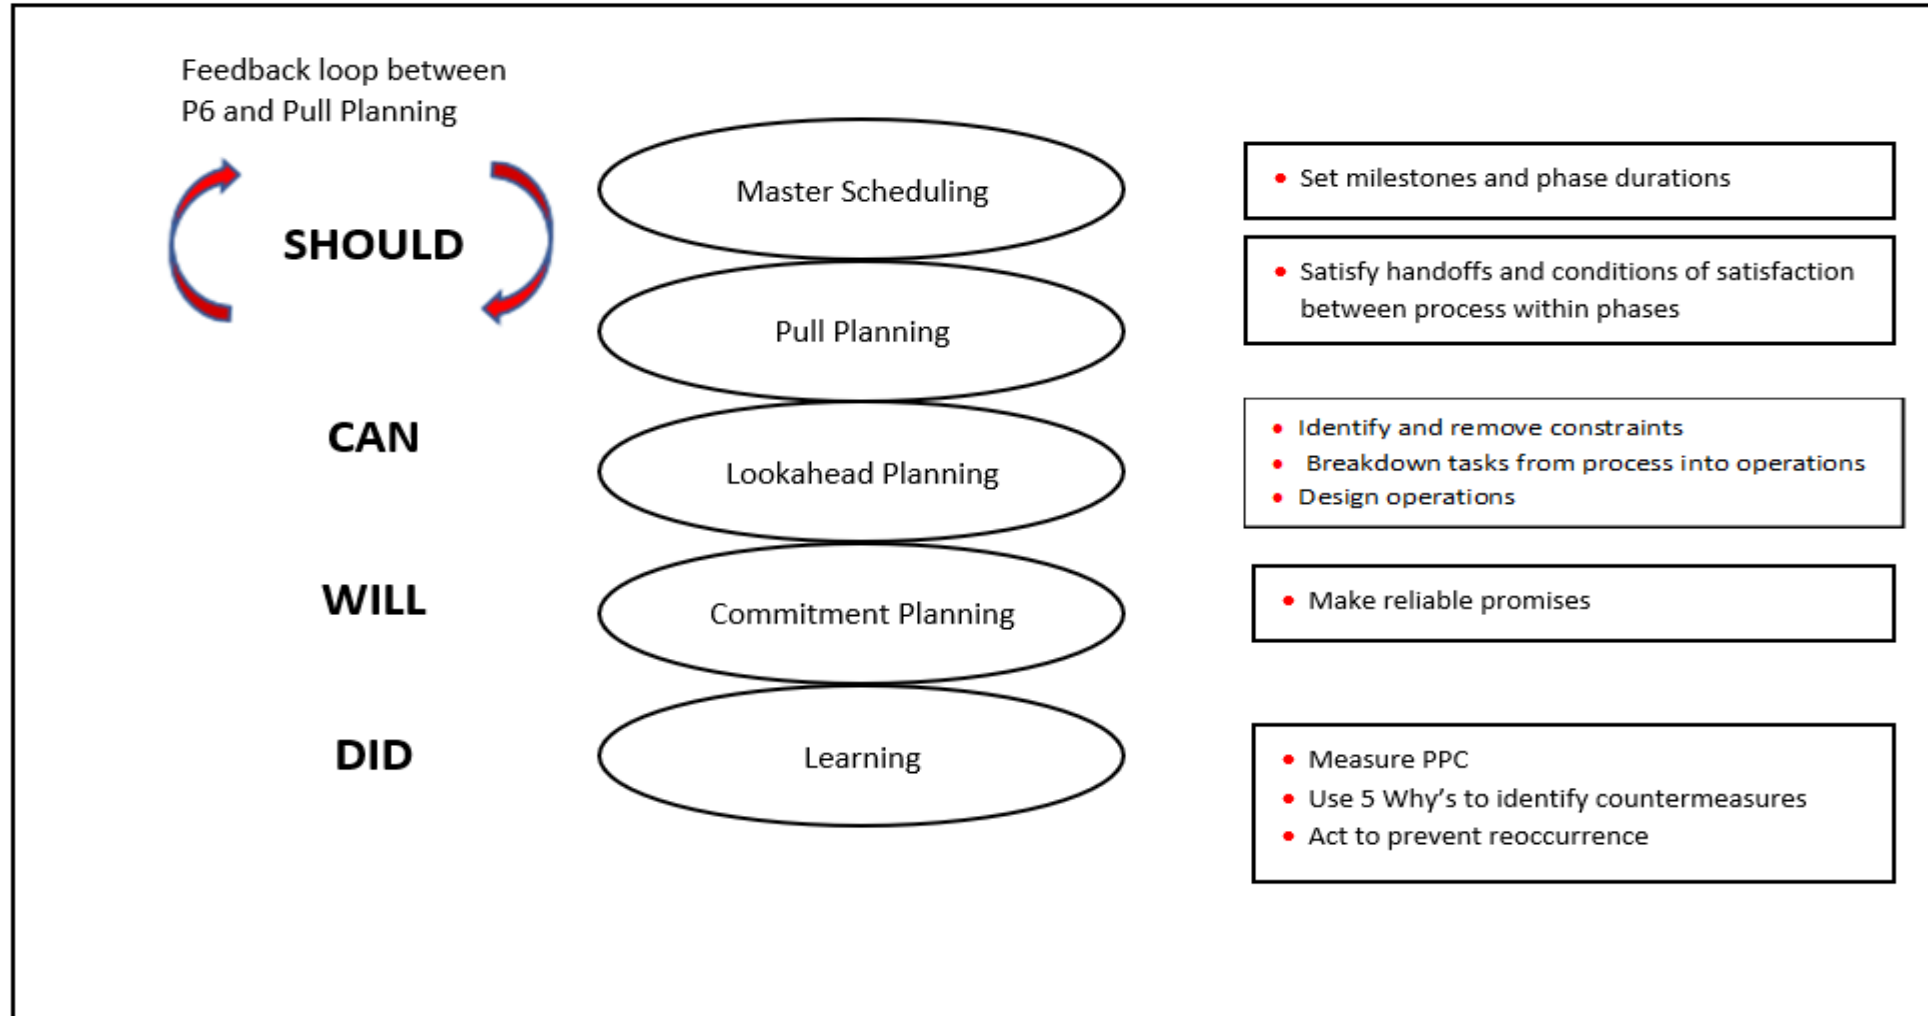 Feedback loop between
P6 and Pull Planning
SHOULD
Master Scheduling
• Set milestones and phase durations
Pull Planning
• Satisfy handoffs and conditions of satisfaction
between process within phases
CAN
Lookahead Planning
• Identify and remove constraints
• Breakdown tasks from process into operations
• Design operations
WILL
Commitment Planning
• Make reliable promises
DID
Learning
• Measure PPC
• Use 5 Why’s to identify countermeasures
• Act to prevent reoccurrence